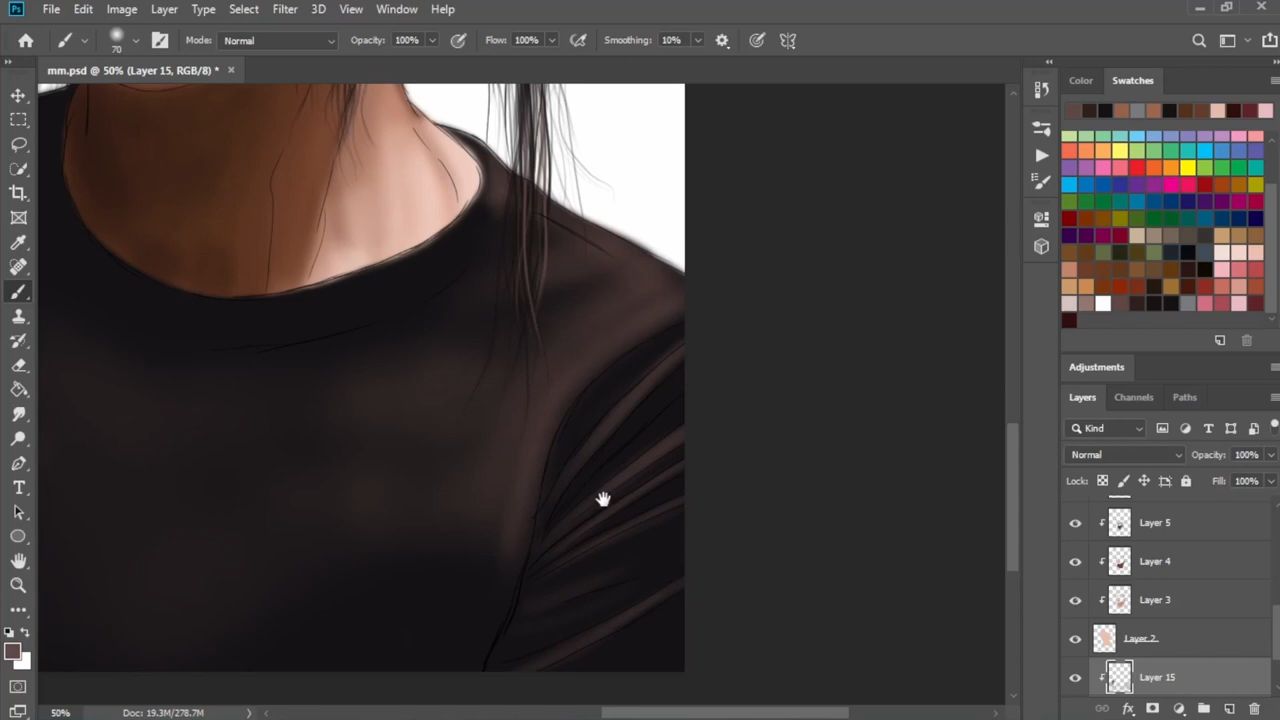 Ps File Edit Image Layer Type Select Filter 3D View Window Help
70 Mode: Normal Opacity: 100% Flow: 100% Smoothing: 10%
mm.psd @ 50% (Layer 15, RGB/8) * ×
Color Swatches
Adjustments
Layers Channels Paths
Kind
Normal Opacity: 100%
Lock: Fill: 100%
Layer 5
Layer 4
Layer 3
Layer 2
Layer 15
50% Doc: 19.3M/278.7M